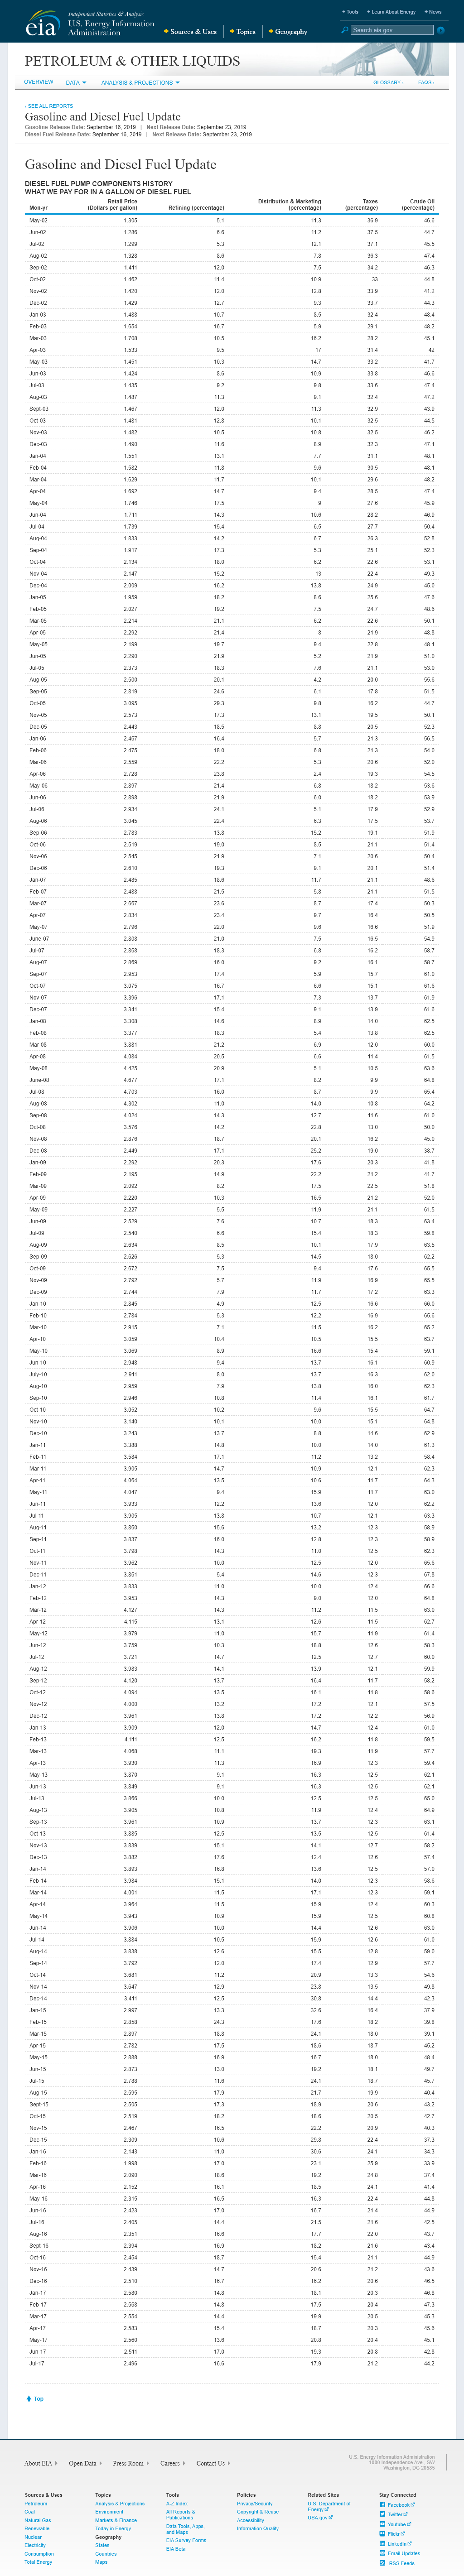 eia
Independent Statistics & Analysis
U.S. Energy Information
Administration
+ Sources & Uses
+ Topics
+ Geography
+ Tools
+ Learn About Energy
+ News
Search eia.gov
PETROLEUM & OTHER LIQUIDS
OVERVIEW
DATA
ANALYSIS & PROJECTIONS
GLOSSARY ›
FAQS ›
‹ SEE ALL REPORTS
Gasoline and Diesel Fuel Update
Gasoline Release Date: September 16, 2019 | Next Release Date: September 23, 2019
Diesel Fuel Release Date: September 16, 2019 | Next Release Date: September 23, 2019
Gasoline and Diesel Fuel Update
DIESEL FUEL PUMP COMPONENTS HISTORY
WHAT WE PAY FOR IN A GALLON OF DIESEL FUEL
Mon-yr Retail Price (Dollars per gallon) Refining (percentage) Distribution & Marketing (percentage) Taxes (percentage) Crude Oil (percentage)
May-02 1.305 5.1 11.3 36.9 46.6
Jun-02 1.286 6.6 11.2 37.5 44.7
Jul-02 1.299 5.3 12.1 37.1 45.5
Aug-02 1.328 8.6 7.8 36.3 47.4
Sep-02 1.411 12.0 7.5 34.2 46.3
Oct-02 1.462 11.4 10.9 33 44.8
Nov-02 1.420 12.0 12.8 33.9 41.2
Dec-02 1.429 12.7 9.3 33.7 44.3
Jan-03 1.488 10.7 8.5 32.4 48.4
Feb-03 1.654 16.7 5.9 29.1 48.2
Mar-03 1.708 10.5 16.2 28.2 45.1
Apr-03 1.533 9.5 17 31.4 42
May-03 1.451 10.3 14.7 33.2 41.7
Jun-03 1.424 8.6 10.9 33.8 46.6
Jul-03 1.435 9.2 9.8 33.6 47.4
Aug-03 1.487 11.3 9.1 32.4 47.2
Sept-03 1.467 12.0 11.3 32.9 43.9
Oct-03 1.481 12.8 10.1 32.5 44.5
Nov-03 1.482 10.5 10.8 32.5 46.2
Dec-03 1.490 11.6 8.9 32.3 47.1
Jan-04 1.551 13.1 7.7 31.1 48.1
Feb-04 1.582 11.8 9.6 30.5 48.1
Mar-04 1.629 11.7 10.1 29.6 48.2
Apr-04 1.692 14.7 9.4 28.5 47.4
May-04 1.746 17.5 9 27.6 45.9
Jun-04 1.711 14.3 10.6 28.2 46.9
Jul-04 1.739 15.4 6.5 27.7 50.4
Aug-04 1.833 14.2 6.7 26.3 52.8
Sep-04 1.917 17.3 5.3 25.1 52.3
Oct-04 2.134 18.0 6.2 22.6 53.1
Nov-04 2.147 15.2 13 22.4 49.3
Dec-04 2.009 16.2 13.8 24.9 45.0
Jan-05 1.959 18.2 8.6 25.6 47.6
Feb-05 2.027 19.2 7.5 24.7 48.6
Mar-05 2.214 21.1 6.2 22.6 50.1
Apr-05 2.292 21.4 8 21.9 48.8
May-05 2.199 19.7 9.4 22.8 48.1
Jun-05 2.290 21.9 5.2 21.9 51.0
Jul-05 2.373 18.3 7.6 21.1 53.0
Aug-05 2.500 20.1 4.2 20.0 55.6
Sep-05 2.819 24.6 6.1 17.8 51.5
Oct-05 3.095 29.3 9.8 16.2 44.7
Nov-05 2.573 17.3 13.1 19.5 50.1
Dec-05 2.443 18.5 8.8 20.5 52.3
Jan-06 2.467 16.4 5.7 21.3 56.5
Feb-06 2.475 18.0 6.8 21.3 54.0
Mar-06 2.559 22.2 5.3 20.6 52.0
Apr-06 2.728 23.8 2.4 19.3 54.5
May-06 2.897 21.4 6.8 18.2 53.6
Jun-06 2.898 21.9 6.0 18.2 53.9
Jul-06 2.934 24.1 5.1 17.9 52.9
Aug-06 3.045 22.4 6.3 17.5 53.7
Sep-06 2.783 13.8 15.2 19.1 51.9
Oct-06 2.519 19.0 8.5 21.1 51.4
Nov-06 2.545 21.9 7.1 20.6 50.4
Dec-06 2.610 19.3 9.1 20.1 51.4
Jan-07 2.485 18.6 11.7 21.1 48.6
Feb-07 2.488 21.5 5.8 21.1 51.5
Mar-07 2.667 23.6 8.7 17.4 50.3
Apr-07 2.834 23.4 9.7 16.4 50.5
May-07 2.796 22.0 9.6 16.6 51.9
June-07 2.808 21.0 7.5 16.5 54.9
Jul-07 2.868 18.3 6.8 16.2 58.7
Aug-07 2.869 16.0 9.2 16.1 58.7
Sep-07 2.953 17.4 5.9 15.7 61.0
Oct-07 3.075 16.7 6.6 15.1 61.6
Nov-07 3.396 17.1 7.3 13.7 61.9
Dec-07 3.341 15.4 9.1 13.9 61.6
Jan-08 3.308 14.6 8.9 14.0 62.5
Feb-08 3.377 18.3 5.4 13.8 62.5
Mar-08 3.881 21.2 6.9 12.0 60.0
Apr-08 4.084 20.5 6.6 11.4 61.5
May-08 4.425 20.9 5.1 10.5 63.6
June-08 4.677 17.1 8.2 9.9 64.8
Jul-08 4.703 16.0 8.7 9.9 65.4
Aug-08 4.302 11.0 14.0 10.8 64.2
Sep-08 4.024 14.3 12.7 11.6 61.0
Oct-08 3.576 14.2 22.8 13.0 50.0
Nov-08 2.876 18.7 20.1 16.2 45.0
Dec-08 2.449 17.1 25.2 19.0 38.7
Jan-09 2.292 20.3 17.6 20.3 41.8
Feb-09 2.195 14.9 22.2 21.2 41.7
Mar-09 2.092 8.2 17.5 22.5 51.8
Apr-09 2.220 10.3 16.5 21.2 52.0
May-09 2.227 5.5 11.9 21.1 61.5
Jun-09 2.529 7.6 10.7 18.3 63.4
Jul-09 2.540 6.6 15.4 18.3 59.8
Aug-09 2.634 8.5 10.1 17.9 63.5
Sep-09 2.626 5.3 14.5 18.0 62.2
Oct-09 2.672 7.5 9.4 17.6 65.5
Nov-09 2.792 5.7 11.9 16.9 65.5
Dec-09 2.744 7.9 11.7 17.2 63.3
Jan-10 2.845 4.9 12.5 16.6 66.0
Feb-10 2.784 5.3 12.2 16.9 65.6
Mar-10 2.915 7.1 11.5 16.2 65.2
Apr-10 3.059 10.4 10.5 15.5 63.7
May-10 3.069 8.9 16.6 15.4 59.1
Jun-10 2.948 9.4 13.7 16.1 60.9
July-10 2.911 8.0 13.7 16.3 62.0
Aug-10 2.959 7.9 13.8 16.0 62.3
Sep-10 2.946 10.8 11.4 16.1 61.7
Oct-10 3.052 10.2 9.6 15.5 64.7
Nov-10 3.140 10.1 10.0 15.1 64.8
Dec-10 3.243 13.7 8.8 14.6 62.9
Jan-11 3.388 14.8 10.0 14.0 61.3
Feb-11 3.584 17.1 11.2 13.2 58.4
Mar-11 3.905 14.7 10.9 12.1 62.3
Apr-11 4.064 13.5 10.6 11.7 64.3
May-11 4.047 9.4 15.9 11.7 63.0
Jun-11 3.933 12.2 13.6 12.0 62.2
Jul-11 3.905 13.8 10.7 12.1 63.3
Aug-11 3.860 15.6 13.2 12.3 58.9
Sep-11 3.837 16.0 12.8 12.3 58.9
Oct-11 3.798 14.3 11.0 12.5 62.3
Nov-11 3.962 10.0 12.5 12.0 65.6
Dec-11 3.861 5.4 14.6 12.3 67.8
Jan-12 3.833 11.0 10.0 12.4 66.6
Feb-12 3.953 14.3 9.0 12.0 64.8
Mar-12 4.127 14.3 11.2 11.5 63.0
Apr-12 4.115 13.1 12.6 11.5 62.7
May-12 3.979 11.0 15.7 11.9 61.4
Jun-12 3.759 10.3 18.8 12.6 58.3
Jul-12 3.721 14.7 12.5 12.7 60.0
Aug-12 3.983 14.1 13.9 12.1 59.9
Sep-12 4.120 13.7 16.4 11.7 58.2
Oct-12 4.094 13.5 16.1 11.8 58.6
Nov-12 4.000 13.2 17.2 12.1 57.5
Dec-12 3.961 13.8 17.2 12.2 56.9
Jan-13 3.909 12.0 14.7 12.4 61.0
Feb-13 4.111 12.5 16.2 11.8 59.5
Mar-13 4.068 11.1 19.3 11.9 57.7
Apr-13 3.930 11.3 16.9 12.3 59.4
May-13 3.870 9.1 16.3 12.5 62.1
Jun-13 3.849 9.1 16.3 12.5 62.1
Jul-13 3.866 10.0 12.5 12.5 65.0
Aug-13 3.905 10.8 11.9 12.4 64.9
Sep-13 3.961 10.9 13.7 12.3 63.1
Oct-13 3.885 12.5 13.5 12.5 61.4
Nov-13 3.839 15.1 14.1 12.7 58.2
Dec-13 3.882 17.6 12.4 12.6 57.4
Jan-14 3.893 16.8 13.6 12.5 57.0
Feb-14 3.984 15.1 14.0 12.3 58.6
Mar-14 4.001 11.5 17.1 12.3 59.1
Apr-14 3.964 11.5 15.9 12.4 60.3
May-14 3.943 10.9 15.9 12.5 60.8
Jun-14 3.906 10.0 14.4 12.6 63.0
Jul-14 3.884 10.5 15.9 12.6 61.0
Aug-14 3.838 12.6 15.5 12.8 59.0
Sep-14 3.792 12.0 17.4 12.9 57.7
Oct-14 3.681 11.2 20.9 13.3 54.6
Nov-14 3.647 12.9 23.8 13.5 49.8
Dec-14 3.411 12.5 30.8 14.4 42.3
Jan-15 2.997 13.3 32.6 16.4 37.9
Feb-15 2.858 24.3 17.6 18.2 39.8
Mar-15 2.897 18.8 24.1 18.0 39.1
Apr-15 2.782 17.5 18.6 18.7 45.2
May-15 2.888 16.9 16.7 18.0 48.4
Jun-15 2.873 13.0 19.2 18.1 49.7
Jul-15 2.788 11.6 24.1 18.7 45.7
Aug-15 2.595 17.9 21.7 19.9 40.4
Sept-15 2.505 17.3 18.9 20.6 43.2
Oct-15 2.519 18.2 18.6 20.5 42.7
Nov-15 2.467 16.5 22.2 20.9 40.3
Dec-15 2.309 10.6 29.8 22.4 37.3
Jan-16 2.143 11.0 30.6 24.1 34.3
Feb-16 1.998 17.0 23.1 25.9 33.9
Mar-16 2.090 18.6 19.2 24.8 37.4
Apr-16 2.152 16.1 18.5 24.1 41.4
May-16 2.315 16.5 16.3 22.4 44.8
Jun-16 2.423 17.0 16.7 21.4 44.9
Jul-16 2.405 14.4 21.5 21.6 42.5
Aug-16 2.351 16.6 17.7 22.0 43.7
Sept-16 2.394 16.9 18.2 21.6 43.4
Oct-16 2.454 18.7 15.4 21.1 44.9
Nov-16 2.439 14.7 20.6 21.2 43.6
Dec-16 2.510 16.7 16.2 20.6 46.5
Jan-17 2.580 14.8 18.1 20.3 46.8
Feb-17 2.568 14.8 17.5 20.4 47.3
Mar-17 2.554 14.4 19.9 20.5 45.3
Apr-17 2.583 15.4 18.7 20.3 45.6
May-17 2.560 13.6 20.8 20.4 45.1
Jun-17 2.511 17.0 19.3 20.8 42.8
Jul-17 2.496 16.6 17.9 21.2 44.2
Top
About EIA
Open Data
Press Room
Careers
Contact Us
U.S. Energy Information Administration
1000 Independence Ave., SW
Washington, DC 20585
Sources & Uses
Petroleum
Coal
Natural Gas
Renewable
Nuclear
Electricity
Consumption
Total Energy
Topics
Analysis & Projections
Environment
Markets & Finance
Today in Energy
Geography
States
Countries
Maps
Tools
A-Z Index
All Reports &
Publications
Data Tools, Apps,
and Maps
EIA Survey Forms
EIA Beta
Policies
Privacy/Security
Copyright & Reuse
Accessibility
Information Quality
Related Sites
U.S. Department of
Energy
USA.gov
Stay Connected
Facebook
Twitter
Youtube
Flickr
LinkedIn
Email Updates
RSS Feeds